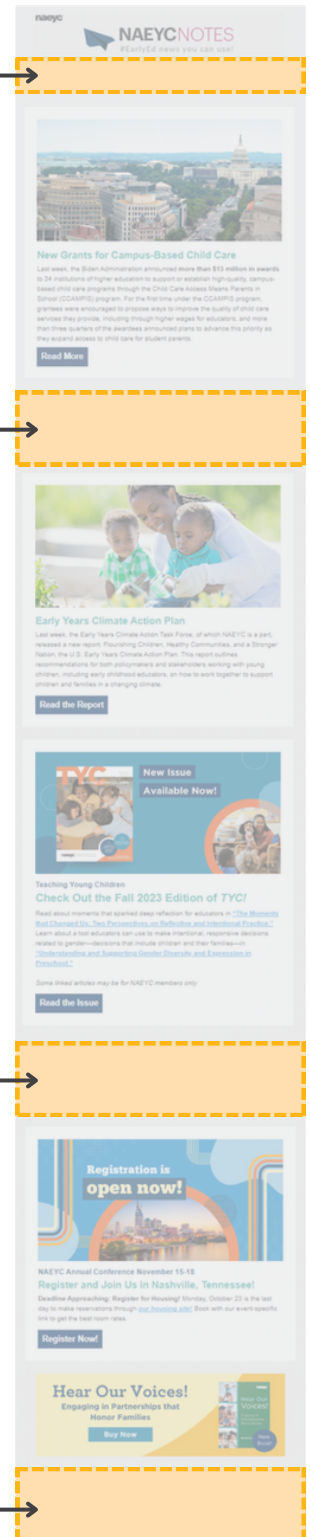 naeyc
NAEYCNOTES
#EarlyEd news you can use!
New Grants for Campus-Based Child Care
Last week, the Biden Administration announced more than $13 million in awards
to 34 institutions of higher education to support or establish high-quality, campus-
based child care programs through the Child Care Access Means Parents in
School (CCAMPIS) program. For the first time under the CCAMPIS program,
grantees were encouraged to propose ways to improve the quality of child care
services they provide, including through higher wages for educators, and more
than three quarters of the awardees announced plans to advance this priority as
they expand access to child care for student parents.
Read More
Early Years Climate Action Plan
Last week, the Early Years Climate Action Task Force, of which NAEYC is a part,
released a new report: Flourishing Children, Healthy Communities, and a Stronger
Nation, the U.S. Early Years Climate Action Plan. This report outlines
recommendations for both policymakers and stakeholders working with young
children, including early childhood educators, on how to work together to support
children and families in a changing climate.
Read the Report
TYC
New Issue
Available Now!
Teaching Young Children
Check Out the Fall 2023 Edition of TYC!
Read about moments that sparked deep reflection for educators in "The Moments
that Changed Us: Two Perspectives on Reflective and Intentional Practice."
Learn about a tool educators can use to make intentional, responsive decisions
related to gender—decisions that include children and their families—in
"Understanding and Supporting Gender Diversity and Expression in
Preschool."
Some linked articles may be for NAEYC members only
Read the Issue
Registration is
open now!
NAEYC Annual Conference November 15-18
Register and Join Us in Nashville, Tennessee!
Deadline Approaching: Register for Housing! Monday, October 23 is the last
day to make reservations through our housing site! Book with our event-specific
link to get the best room rates.
Register Now!
Hear Our Voices!
Engaging in Partnerships that
Honor Families
Buy Now
Hear Our
Voices!
New
Book!